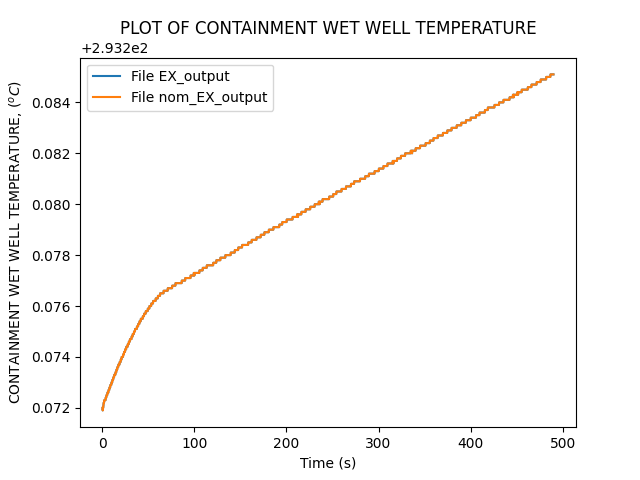 PLOT OF CONTAINMENT WET WELL TEMPERATURE
+2.932e2
File EX_output
File nom_EX_output
CONTAINMENT WET WELL TEMPERATURE, (°C)
0.084
0.082
0.080
0.078
0.076
0.074
0.072
0 100 200 300 400 500
Time (s)